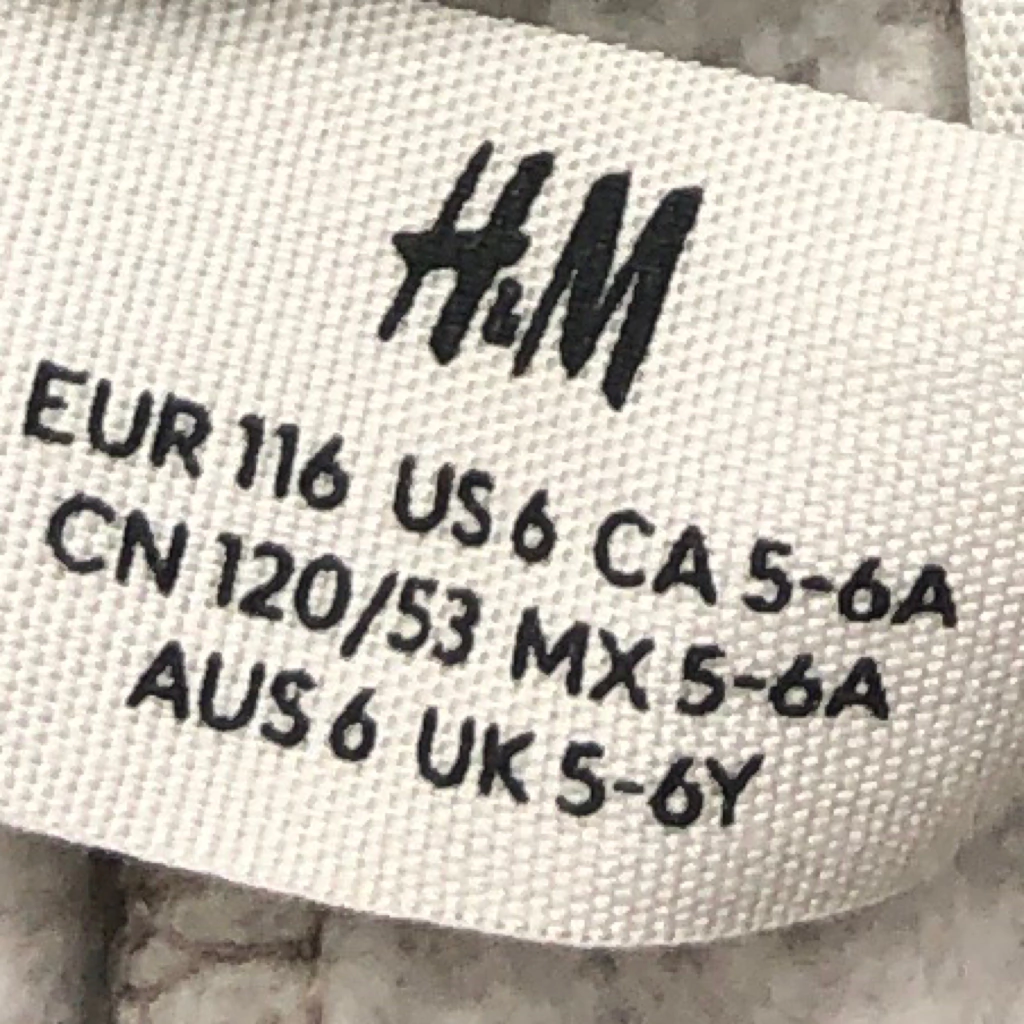 H&M
EUR 116 US 6 CA 5-6A
CN 120/53 MX 5-6A
AUS 6 UK 5-6Y